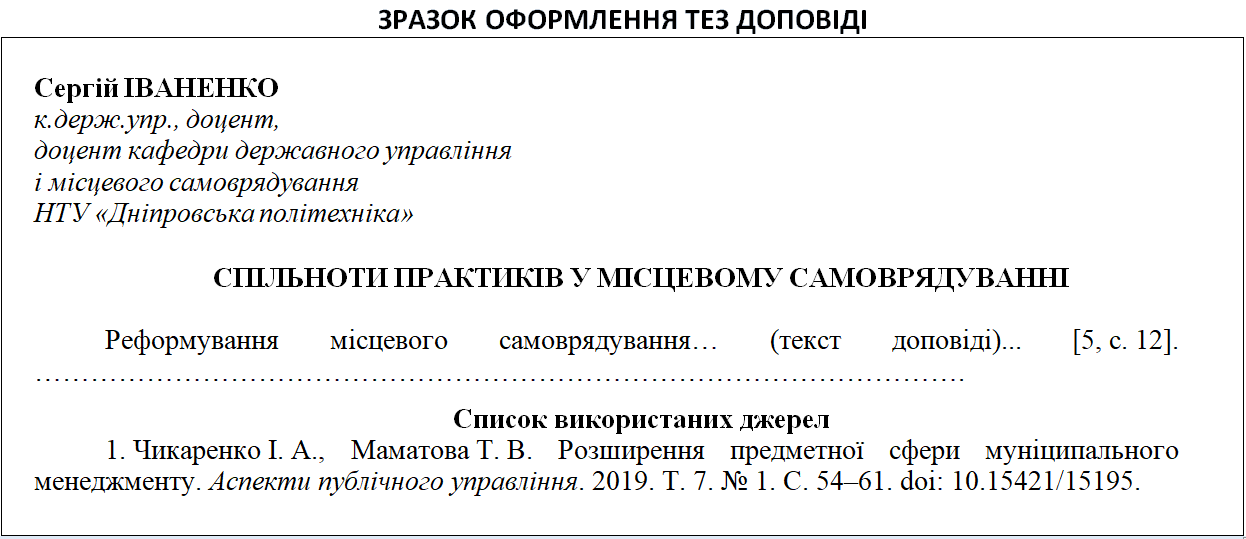 ЗРАЗОК ОФОРМЛЕННЯ ТЕЗ ДОПОВІДІ
Сергій ІВАНЕНКО
к.держ.упр., доцент,
доцент кафедри державного управління
і місцевого самоврядування
НТУ «Дніпровська політехніка»
СПІЛЬНОТИ ПРАКТИКІВ У МІСЦЕВОМУ САМОВРЯДУВАННІ
Реформування місцевого самоврядування… (текст доповіді)... [5, с. 12].
……………………………………………………………………………………….
Список використаних джерел
1. Чикаренко І. А., Маматова Т. В. Розширення предметної сфери муніципального
менеджменту. Аспекти публічного управління. 2019. Т. 7. № 1. С. 54–61. doi: 10.15421/15195.